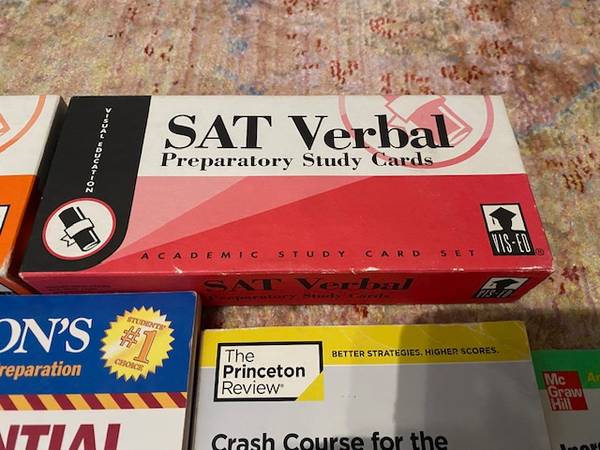 VISUAL EDUCATION
SAT Verbal
Preparatory Study Cards
ACADEMIC STUDY CARD SET
VIS-ED®
SAT Verbal
Preparatory Study Cards
VIS-ED
ON'S
reparation
STUDENTS'
#1
CHOICE
NTIAL
The
Princeton
Review®
BETTER STRATEGIES. HIGHER SCORES.
Crash Course for the
Mc
Graw
Hill